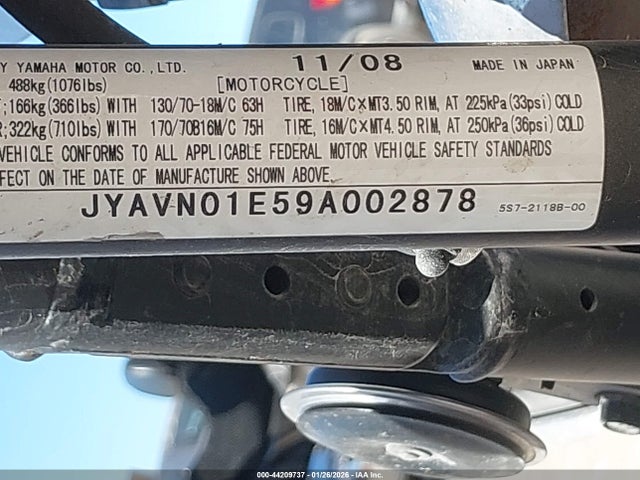 Y YAMAHA MOTOR CO., LTD. 11/08 MADE IN JAPAN
488kg(1076lbs) [MOTORCYCLE]
T;166kg(366lbs) WITH 130/70-18M/C 63H TIRE, 18M/C×MT3.50 RIM, AT 225kPa(33psi) COLD
R;322kg(710lbs) WITH 170/70B16M/C 75H TIRE, 16M/C×MT4.50 RIM, AT 250kPa(36psi) COLD
VEHICLE CONFORMS TO ALL APPLICABLE FEDERAL MOTOR VEHICLE SAFETY STANDARDS
FFECT ON THE DATE OF MANUFACTURE SHOWN ABOVE.
JYAVN01E59A002878 5S7-2118B-00
000-44209737 - 01/26/2026 - IAAI.COM